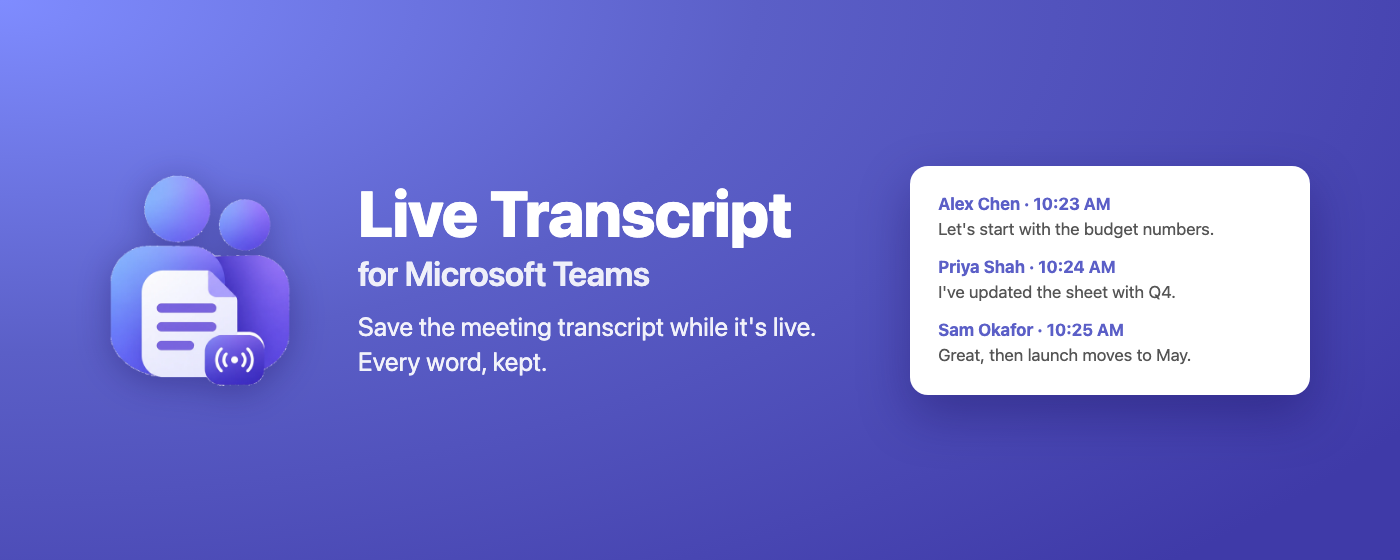 Live Transcript
for Microsoft Teams
Save the meeting transcript while it's live.
Every word, kept.
Alex Chen · 10:23 AM
Let's start with the budget numbers.
Priya Shah · 10:24 AM
I've updated the sheet with Q4.
Sam Okafor · 10:25 AM
Great, then launch moves to May.